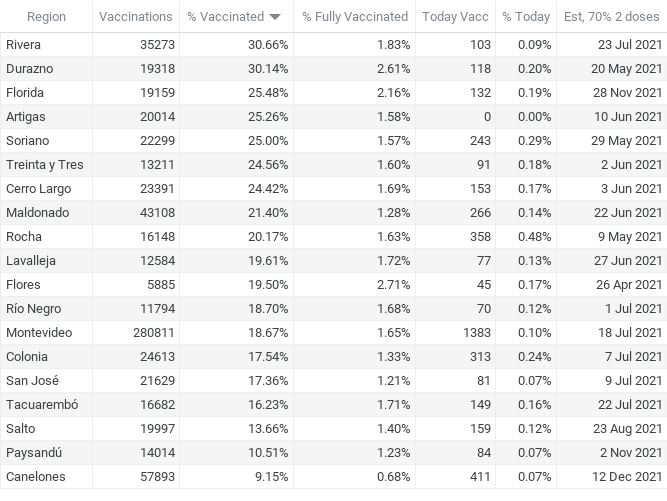 Region Vaccinations % Vaccinated % Fully Vaccinated Today Vacc % Today Est, 70% 2 doses
Rivera 35273 30.66% 1.83% 103 0.09% 23 Jul 2021
Durazno 19318 30.14% 2.61% 118 0.20% 20 May 2021
Florida 19159 25.48% 2.16% 132 0.19% 28 Nov 2021
Artigas 20014 25.26% 1.58% 0 0.00% 10 Jun 2021
Soriano 22299 25.00% 1.57% 243 0.29% 29 May 2021
Treinta y Tres 13211 24.56% 1.60% 91 0.18% 2 Jun 2021
Cerro Largo 23391 24.42% 1.69% 153 0.17% 3 Jun 2021
Maldonado 43108 21.40% 1.28% 266 0.14% 22 Jun 2021
Rocha 16148 20.17% 1.63% 358 0.48% 9 May 2021
Lavalleja 12584 19.61% 1.72% 77 0.13% 27 Jun 2021
Flores 5885 19.50% 2.71% 45 0.17% 26 Apr 2021
Río Negro 11794 18.70% 1.68% 70 0.12% 1 Jul 2021
Montevideo 280811 18.67% 1.65% 1383 0.10% 18 Jul 2021
Colonia 24613 17.54% 1.33% 313 0.24% 7 Jul 2021
San José 21629 17.36% 1.21% 81 0.07% 9 Jul 2021
Tacuarembó 16682 16.23% 1.71% 149 0.16% 22 Jul 2021
Salto 19997 13.66% 1.40% 159 0.12% 23 Aug 2021
Paysandú 14014 10.51% 1.23% 84 0.07% 2 Nov 2021
Canelones 57893 9.15% 0.68% 411 0.07% 12 Dec 2021